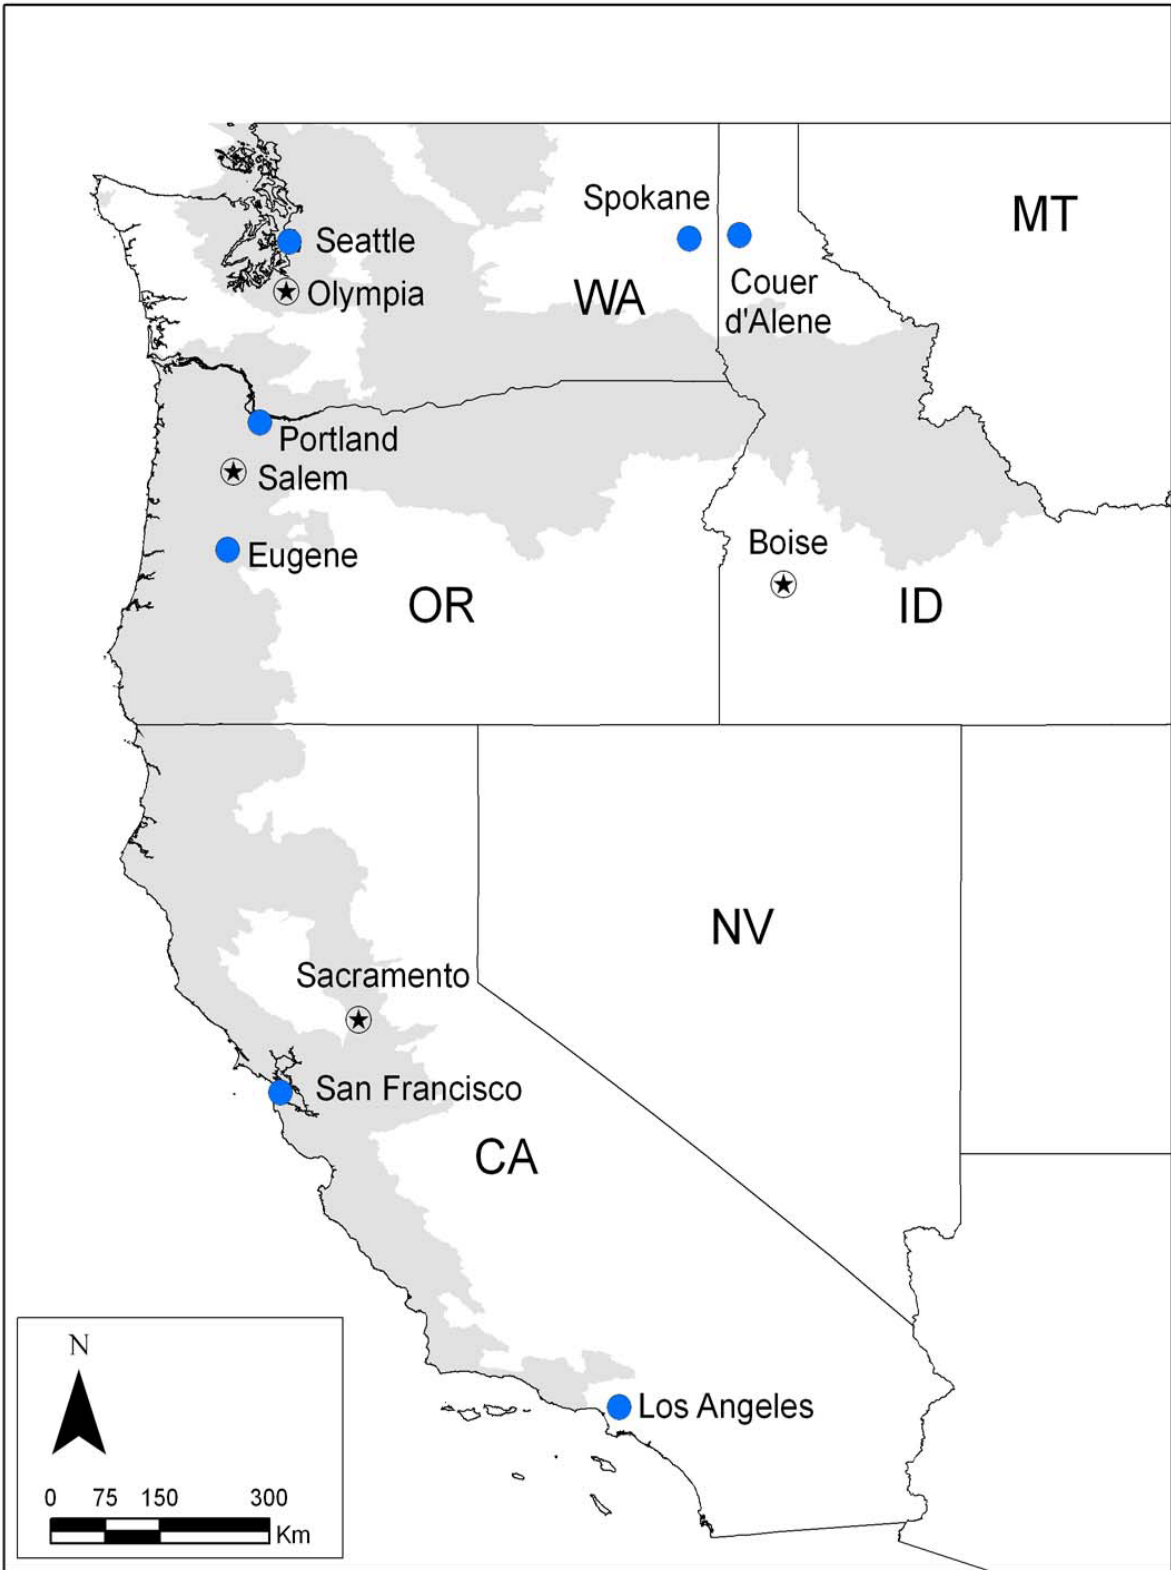 Spokane
MT
Seattle
Olympia
WA
Couer
d'Alene
Portland
Salem
Eugene
Boise
OR
ID
NV
Sacramento
San Francisco
CA
Los Angeles
N
0 75 150 300
Km